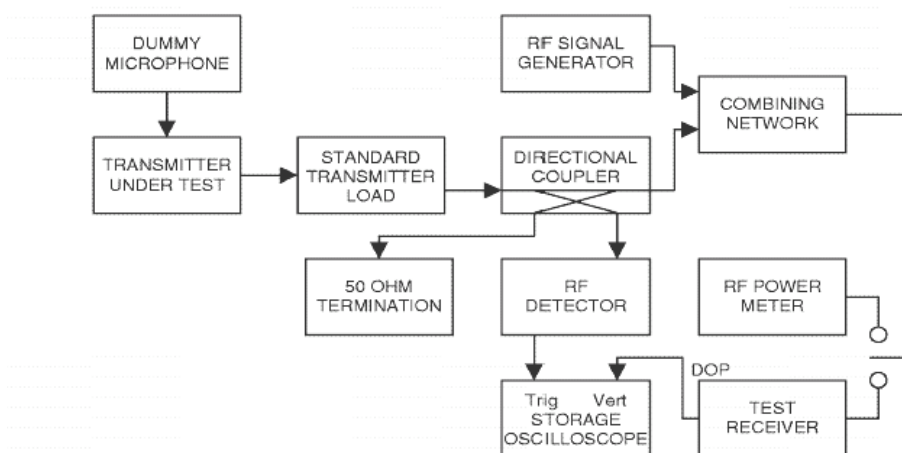 DUMMY
MICROPHONE
RF SIGNAL
GENERATOR
COMBINING
NETWORK
TRANSMITTER
UNDER TEST
STANDARD
TRANSMITTER
LOAD
DIRECTIONAL
COUPLER
50 OHM
TERMINATION
RF
DETECTOR
RF POWER
METER
DOP
Trig Vert
STORAGE
OSCILLOSCOPE
TEST
RECEIVER